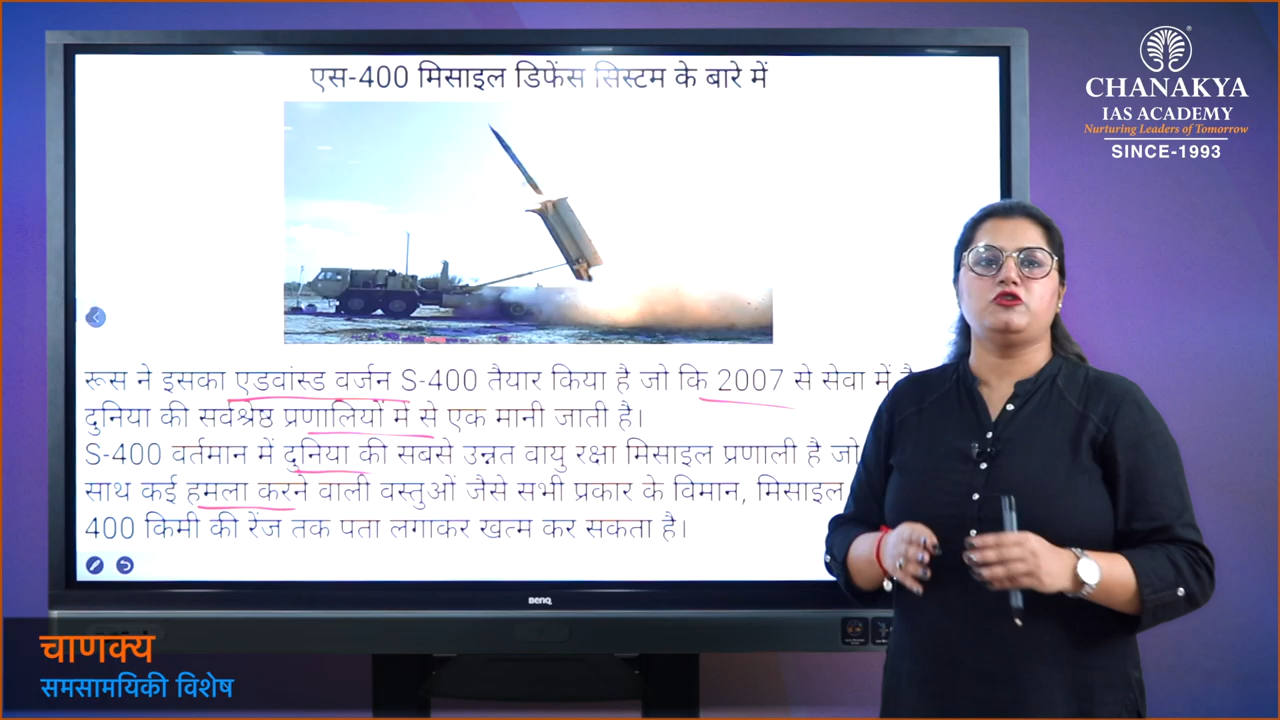 एस-400 मिसाइल डिफेंस सिस्टम के बारे में
CHANAKYA
IAS ACADEMY
Nurturing Leaders of Tomorrow
SINCE-1993
रूस ने इसका एडवांस्ड वर्जन S-400 तैयार किया है जो कि 2007 से सेवा में
दुनिया की सर्वश्रेष्ठ प्रणालियों में से एक मानी जाती है।
S-400 वर्तमान में दुनिया की सबसे उन्नत वायु रक्षा मिसाइल प्रणाली है जो
साथ कई हमला करने वाली वस्तुओं जैसे सभी प्रकार के विमान, मिसाइल
400 किमी की रेंज तक पता लगाकर खत्म कर सकता है।
BENQ
चाणक्य
समसामयिकी विशेष